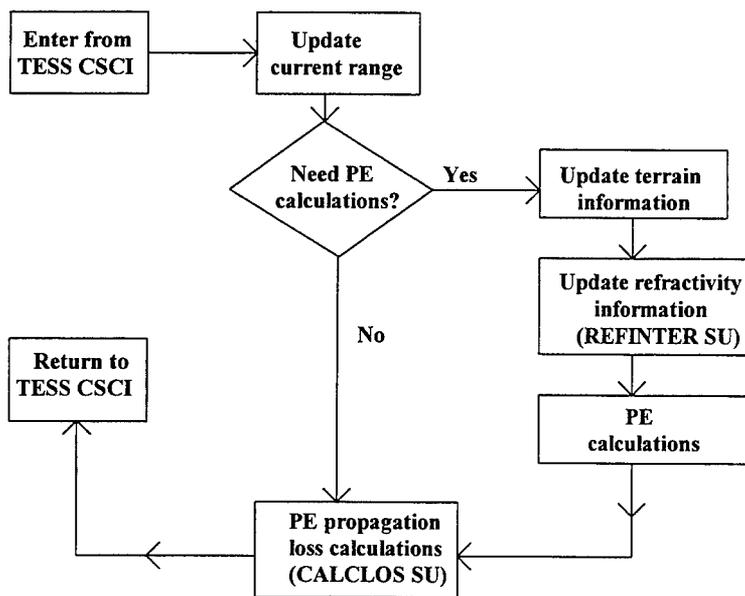 Enter from
TESS CSCI
Update
current range
Need PE
calculations?
Yes
Update terrain
information
Update refractivity
information
(REFINTER SU)
No
Return to
TESS CSCI
PE
calculations
PE propagation
loss calculations
(CALCLOS SU)